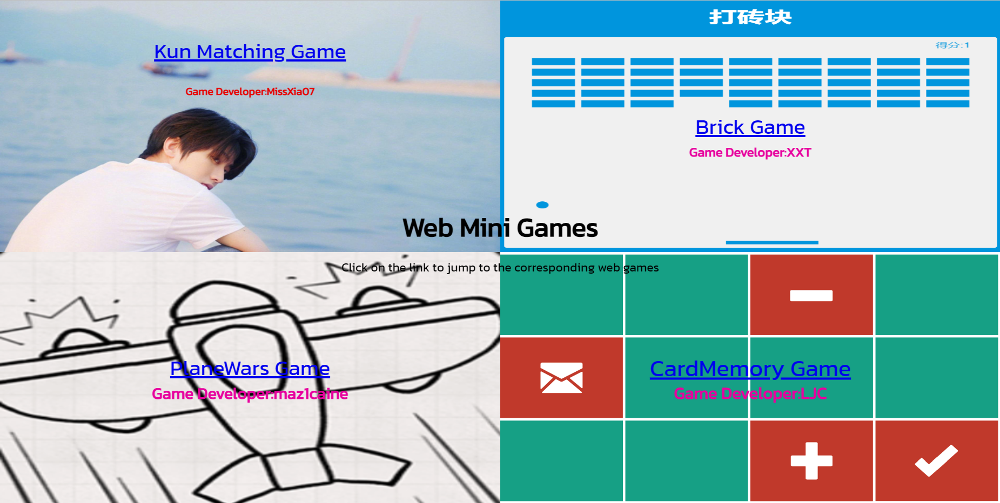 Kun Matching Game
Game Developer:MissXia07
打砖块
得分:1
Brick Game
Game Developer:XXT
Web Mini Games
Click on the link to jump to the corresponding web games
PlaneWars Game
Game Developer:maz1caine
CardMemory Game
Game Developer:LJC